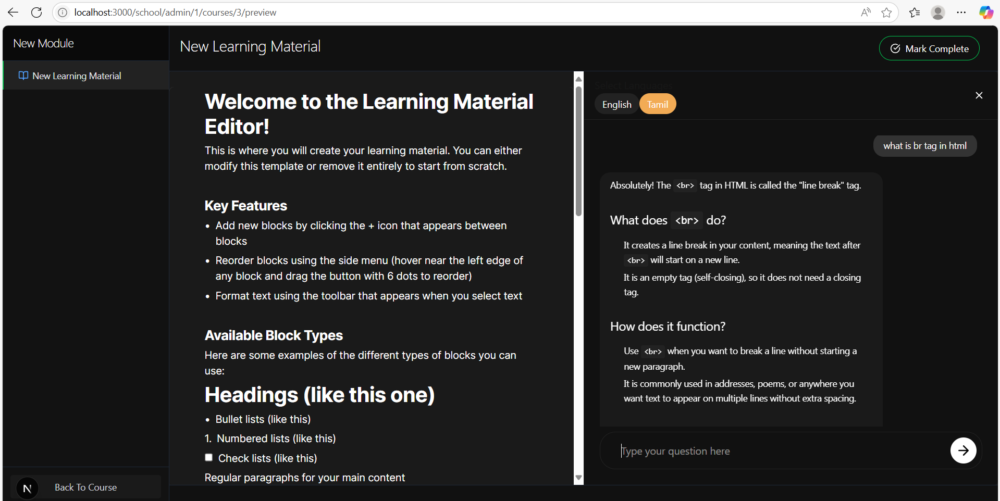 localhost:3000/school/admin/1/courses/3/preview
New Module
New Learning Material
N
Back To Course
New Learning Material
Mark Complete
Welcome to the Learning Material
Editor!
This is where you will create your learning material. You can either
modify this template or remove it entirely to start from scratch.
Key Features
• Add new blocks by clicking the + icon that appears between
blocks
• Reorder blocks using the side menu (hover near the left edge of
any block and drag the button with 6 dots to reorder)
• Format text using the toolbar that appears when you select text
Available Block Types
Here are some examples of the different types of blocks you can
use:
Headings (like this one)
• Bullet lists (like this)
1. Numbered lists (like this)
Check lists (like this)
Regular paragraphs for your main content
Select Languages
English Tamil
what is br tag in html
Absolutely! The <br> tag in HTML is called the "line break" tag.
What does <br> do?
It creates a line break in your content, meaning the text after
<br> will start on a new line.
It is an empty tag (self-closing), so it does not need a closing
tag.
How does it function?
Use <br> when you want to break a line without starting a
new paragraph.
It is commonly used in addresses, poems, or anywhere you
want text to appear on multiple lines without extra spacing.
Type your question here